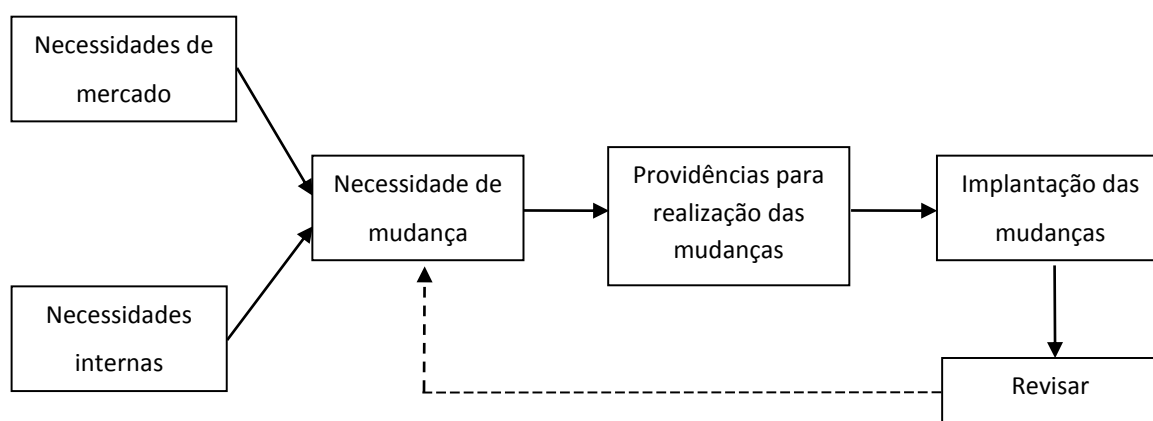 Necessidades de
mercado
Necessidade de
mudança
Providências para
realização das
mudanças
Implantação das
mudanças
Necessidades
internas
Revisar